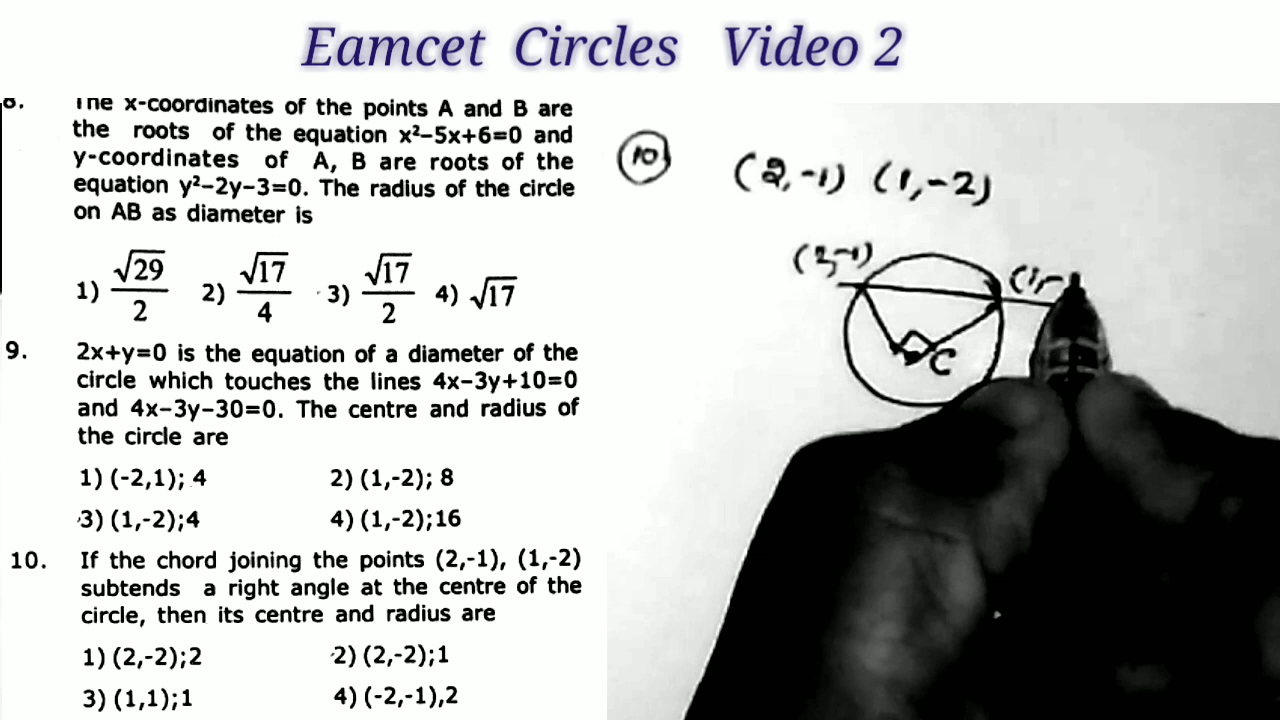 Eamcet Circles Video 2
8. The x-coordinates of the points A and B are
the roots of the equation x²–5x+6=0 and
y-coordinates of A, B are roots of the
equation y²–2y–3=0. The radius of the circle
on AB as diameter is
1) √29/2 2) √17/4 3) √17/2 4) √17
9. 2x+y=0 is the equation of a diameter of the
circle which touches the lines 4x–3y+10=0
and 4x–3y–30=0. The centre and radius of
the circle are
1) (-2,1); 4 2) (1,-2); 8
3) (1,-2);4 4) (1,-2);16
10. If the chord joining the points (2,-1), (1,-2)
subtends a right angle at the centre of the
circle, then its centre and radius are
1) (2,-2);2 2) (2,-2);1
3) (1,1);1 4) (-2,-1),2
10 (2,-1) (1,-2)
(2,-1) (1,-
C